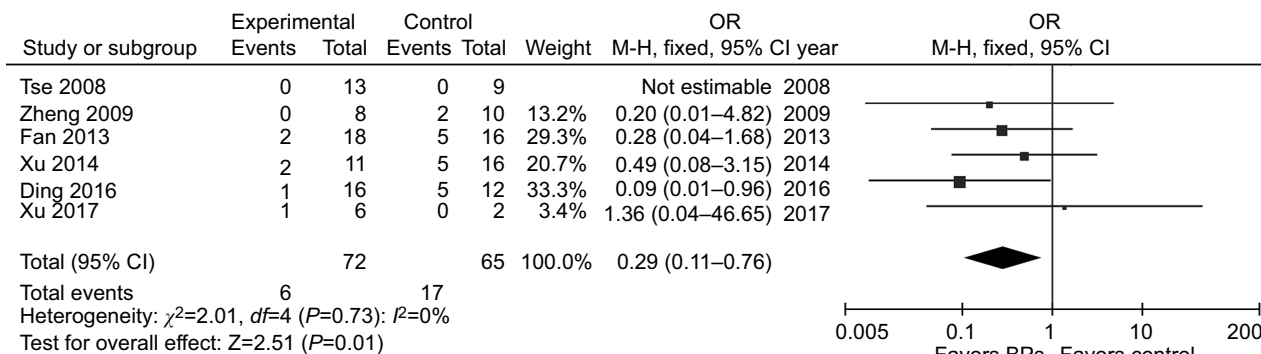 Experimental Control OR OR
Study or subgroup Events Total Events Total Weight M-H, fixed, 95% CI year M-H, fixed, 95% CI
Tse 2008 0 13 0 9 Not estimable 2008
Zheng 2009 0 8 2 10 13.2% 0.20 (0.01–4.82) 2009
Fan 2013 2 18 5 16 29.3% 0.28 (0.04–1.68) 2013
Xu 2014 2 11 5 16 20.7% 0.49 (0.08–3.15) 2014
Ding 2016 1 16 5 12 33.3% 0.09 (0.01–0.96) 2016
Xu 2017 1 6 0 2 3.4% 1.36 (0.04–46.65) 2017
Total (95% CI) 72 65 100.0% 0.29 (0.11–0.76)
Total events 6 17
Heterogeneity: χ²=2.01, df=4 (P=0.73): I²=0%
Test for overall effect: Z=2.51 (P=0.01)
0.005 0.1 1 10 200
Favors BPs Favors control